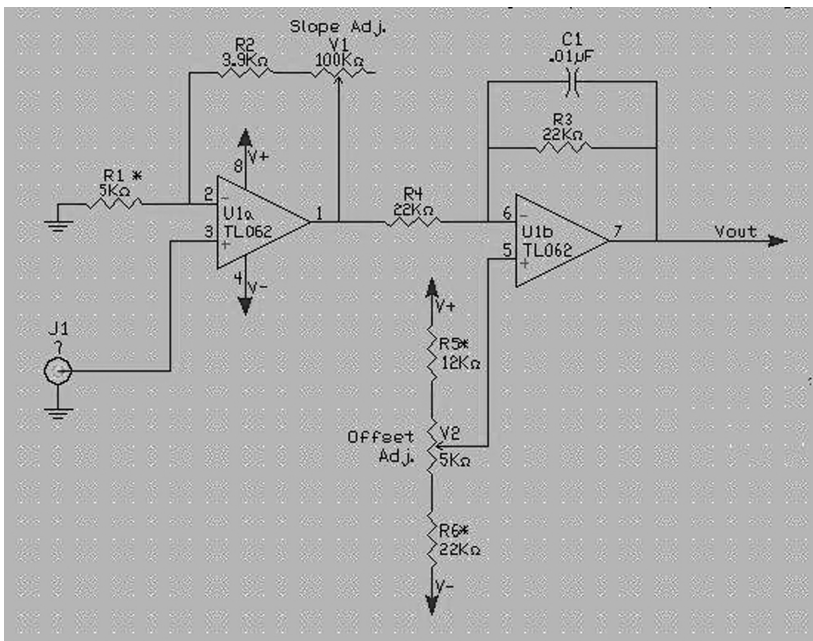 Slope Adj.
R2
3.9KΩ
V1
100KΩ
C1
.01µF
R3
22KΩ
R1 *
5KΩ
8
V+
2
-
U1a
TL062
3
+
1
4
V-
R4
22KΩ
6
-
U1b
TL062
5
+
7
Vout
J1
V+
R5*
12KΩ
Offset
Adj.
V2
5KΩ
R6*
22KΩ
V-